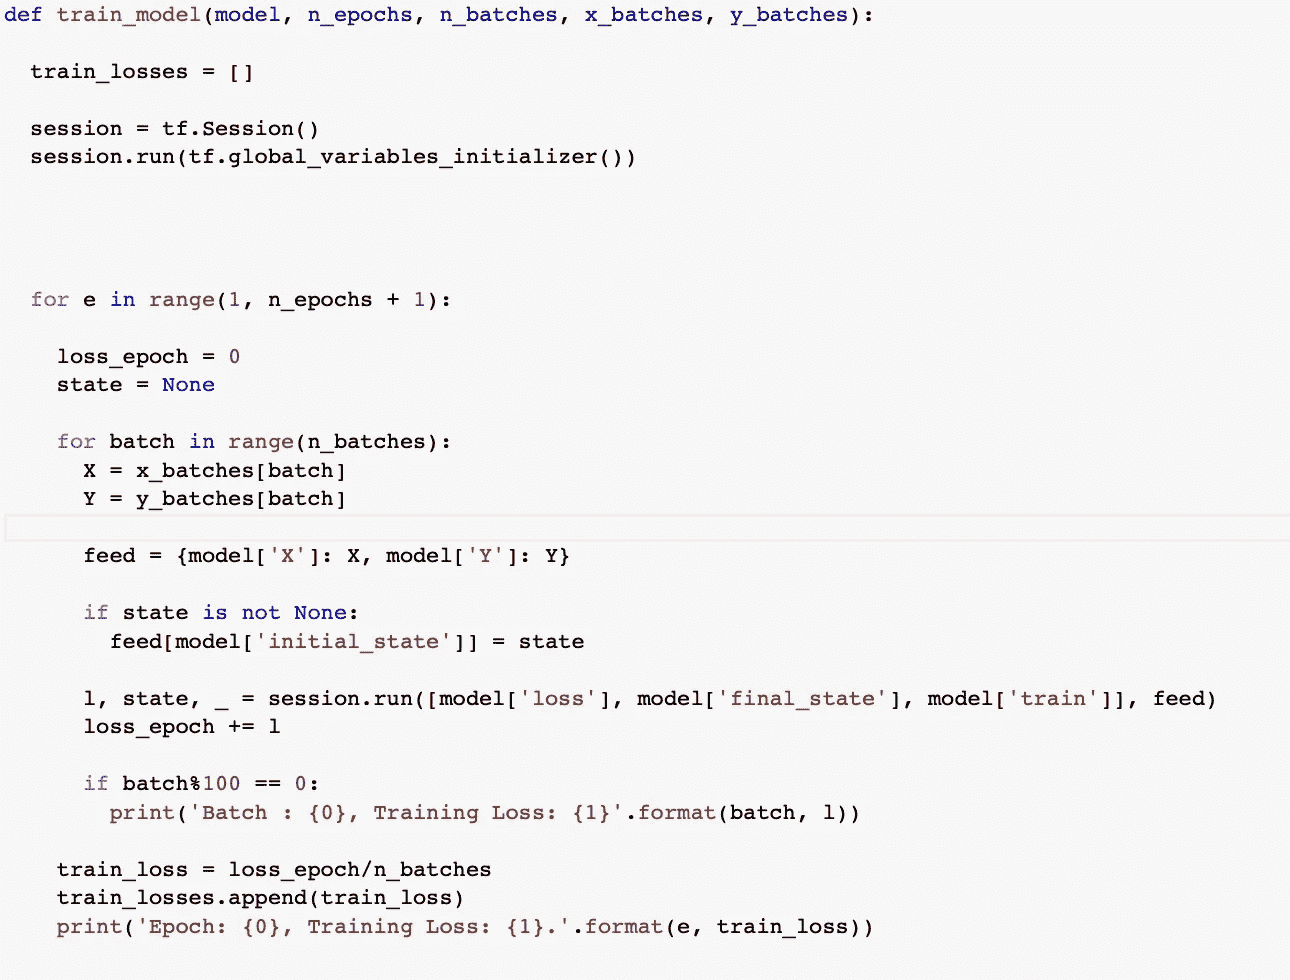 def train_model(model, n_epochs, n_batches, x_batches, y_batches):
train_losses = []
session = tf.Session()
session.run(tf.global_variables_initializer())
for e in range(1, n_epochs + 1):
loss_epoch = 0
state = None
for batch in range(n_batches):
X = x_batches[batch]
Y = y_batches[batch]
feed = {model['X']: X, model['Y']: Y}
if state is not None:
feed[model['initial_state']] = state
l, state, _ = session.run([model['loss'], model['final_state'], model['train']], feed)
loss_epoch += l
if batch%100 == 0:
print('Batch : {0}, Training Loss: {1}'.format(batch, l))
train_loss = loss_epoch/n_batches
train_losses.append(train_loss)
print('Epoch: {0}, Training Loss: {1}.'.format(e, train_loss))